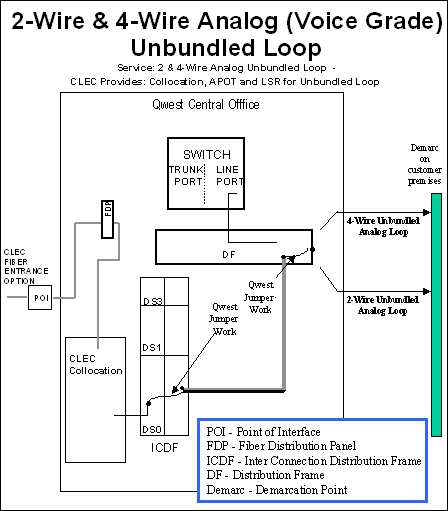 2-Wire & 4-Wire Analog (Voice Grade)
Unbundled Loop
Service: 2 & 4-Wire Analog Unbundled Loop -
CLEC Provides: Collocation, APOT and LSR for Unbundled Loop
Qwest Central Offfice
SWITCH
TRUNK LINE
PORT PORT
Demarc
on
customer
premises
FDP
4-Wire Unbundled
Analog Loop
DF
CLEC
FIBER
ENTRANCE
OPTION
POI
Qwest
Jumper
Work
2-Wire Unbundled
Analog Loop
Qwest
Jumper
Work
DS3
DS1
CLEC
Collocation
DS0
ICDF
POI - Point of Interface
FDP - Fiber Distribution Panel
ICDF - Inter Connection Distribution Frame
DF - Distribution Frame
Demarc - Demarcation Point